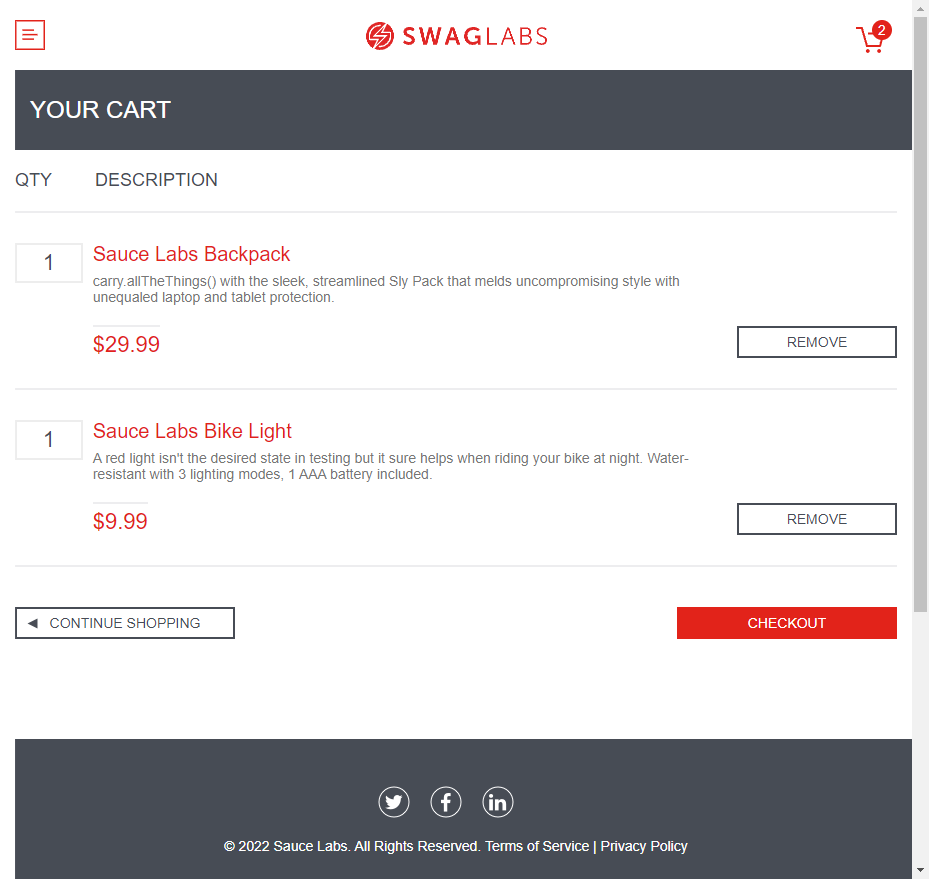 SWAGLABS
2
YOUR CART
QTY DESCRIPTION
1
Sauce Labs Backpack
carry.allTheThings() with the sleek, streamlined Sly Pack that melds uncompromising style with
unequaled laptop and tablet protection.
$29.99
REMOVE
1
Sauce Labs Bike Light
A red light isn't the desired state in testing but it sure helps when riding your bike at night. Water-
resistant with 3 lighting modes, 1 AAA battery included.
$9.99
REMOVE
CONTINUE SHOPPING
CHECKOUT
© 2022 Sauce Labs. All Rights Reserved. Terms of Service | Privacy Policy